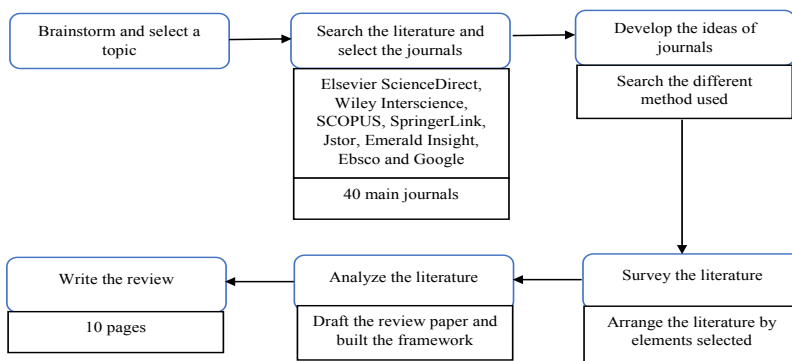 Brainstorm and select a
topic
Search the literature and
select the journals
Elsevier ScienceDirect,
Wiley Interscience,
SCOPUS, SpringerLink,
Jstor, Emerald Insight,
Ebsco and Google
40 main journals
Develop the ideas of
journals
Search the different
method used
Survey the literature
Arrange the literature by
elements selected
Analyze the literature
Draft the review paper and
built the framework
Write the review
10 pages